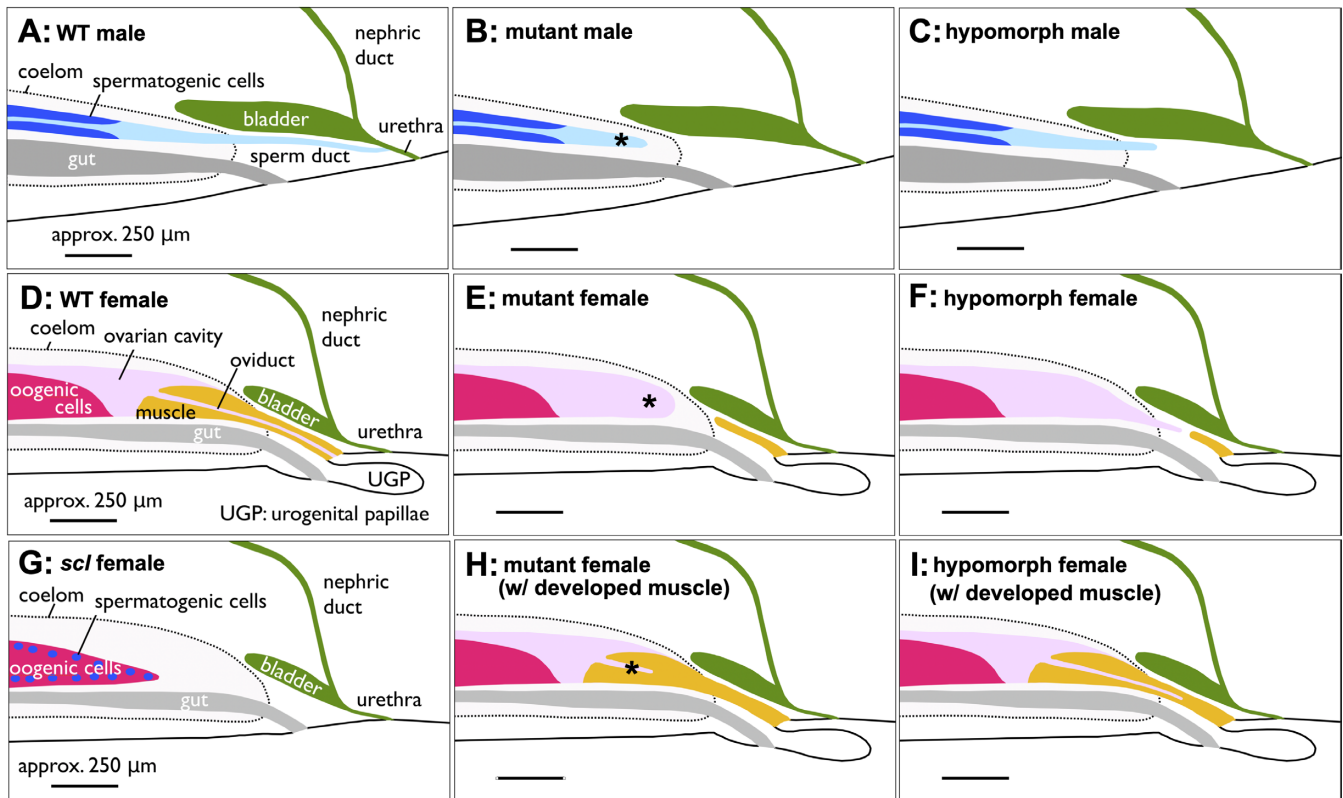 A: WT male
nephric
duct
coelom
spermatogenic cells
bladder
urethra
gut
sperm duct
approx. 250 μm
B: mutant male
*
C: hypomorph male
D: WT female
nephric
duct
coelom
ovarian cavity
oviduct
oogenic
cells
muscle
bladder
gut
urethra
UGP
approx. 250 μm
UGP: urogenital papillae
E: mutant female
*
F: hypomorph female
G: scl female
nephric
duct
coelom
spermatogenic cells
oogenic cells
bladder
gut
urethra
approx. 250 μm
H: mutant female
(w/ developed muscle)
*
I: hypomorph female
(w/ developed muscle)